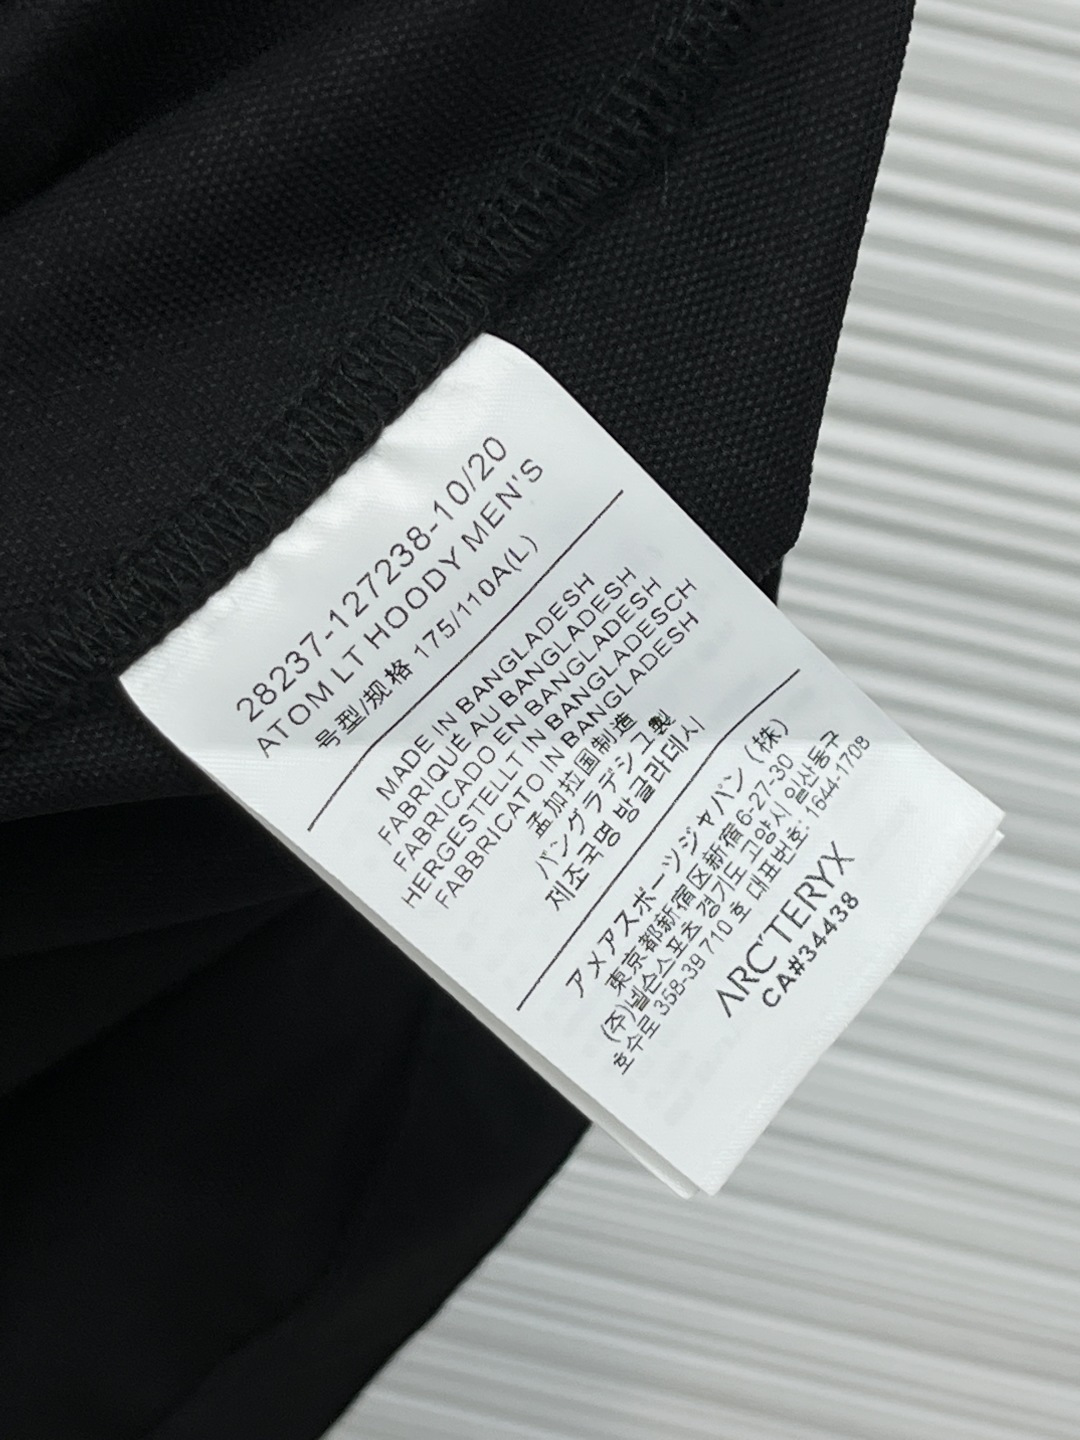 28237-127238-10/20
ATOM LT HOODY MEN'S
号型/规格 175/110A(L)
MADE IN BANGLADESH
FABRIQUÉ AU BANGLADESH
FABRICADO EN BANGLADESH
HERGESTELLT IN BANGLADESCH
FABBRICATO IN BANGLADESH
孟加拉国制造
バングラデシュ製
제조국명 방글라데시
アメアスポーツジャパン (株)
東京都新宿区新宿6-27-30
(주)넬슨스포츠 경기도 고양시 일산동구
호수로 358-39 710 호 대표번호: 1644-1708
ARC'TERYX
CA#34438